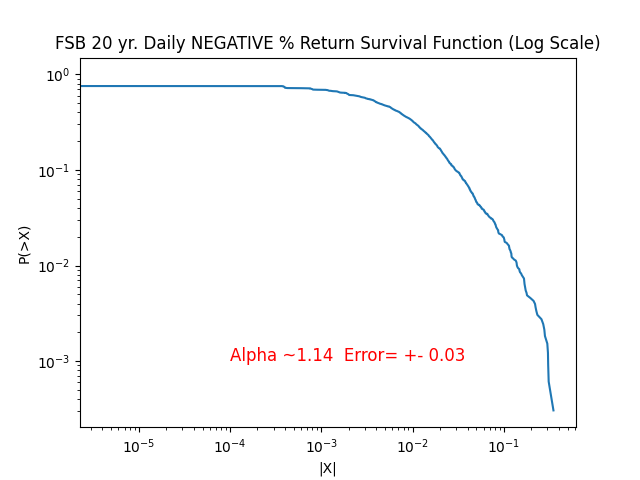 FSB 20 yr. Daily NEGATIVE % Return Survival Function (Log Scale)
10⁰
10⁻¹
10⁻²
10⁻³
P(>X)
Alpha ~1.14  Error= +- 0.03
10⁻⁵ 10⁻⁴ 10⁻³ 10⁻² 10⁻¹
|X|